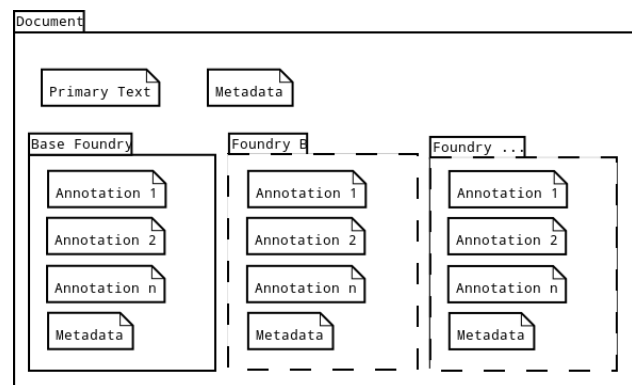 Document
Primary Text
Metadata
Base Foundry
Annotation 1
Annotation 2
Annotation n
Metadata
Foundry B
Annotation 1
Annotation 2
Annotation n
Metadata
Foundry ...
Annotation 1
Annotation 2
Annotation n
Metadata